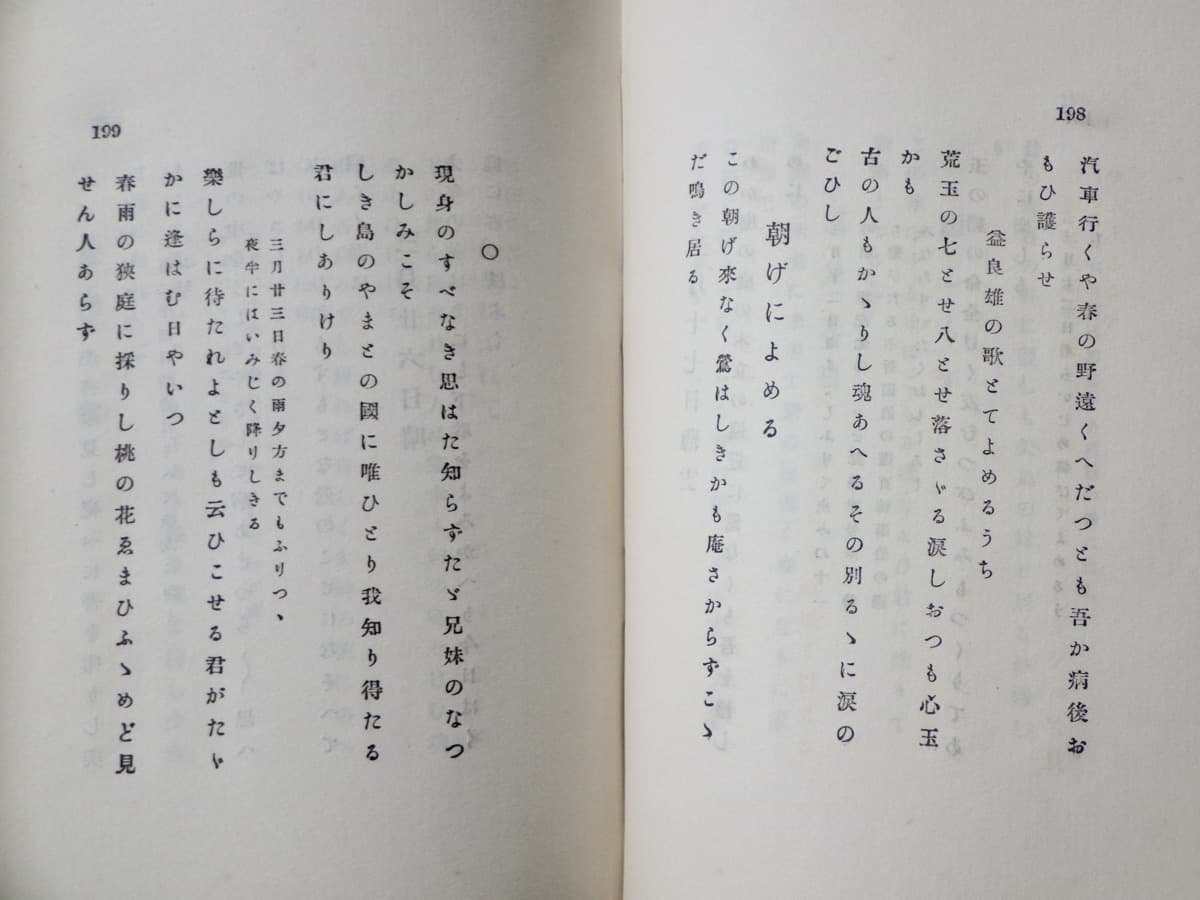 198
汽車行くや春の野遠くへだつとも吾か病後お
もひ護らせ
益良雄の歌とてよめるうち
荒玉の七とせ八とせ落さヾる涙しおつも心玉
かも
古の人もかゝりし魂あへるその別るゝに涙の
ごひし
朝げによめる
この朝げ來なく鶯はしきかも庵さからずこゝ
だ鳴き居る
199
○
現身のすべなき思はた知らずたゞ兄妹のなつ
かしみこそ
しき島のやまとの國に唯ひとり我知り得たる
君にしありけり
三月廿三日春の雨夕方までもふりつゝ
夜半にはいみじく降りしきる
樂しらに待たれよとしも云ひこせる君がたゞ
かに逢はむ日やいつ
春雨の狹庭に採りし桃の花ゑまひふゝめど見
せん人あらず